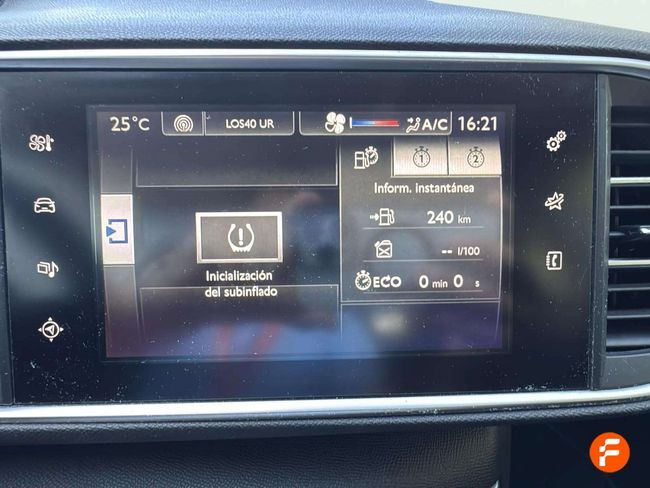 25°C
LOS40 UR
A/C
16:21
1
2
Inform. instantánea
240 km
-- l/100
ECO 0 min 0 s
Inicialización
del subinflado